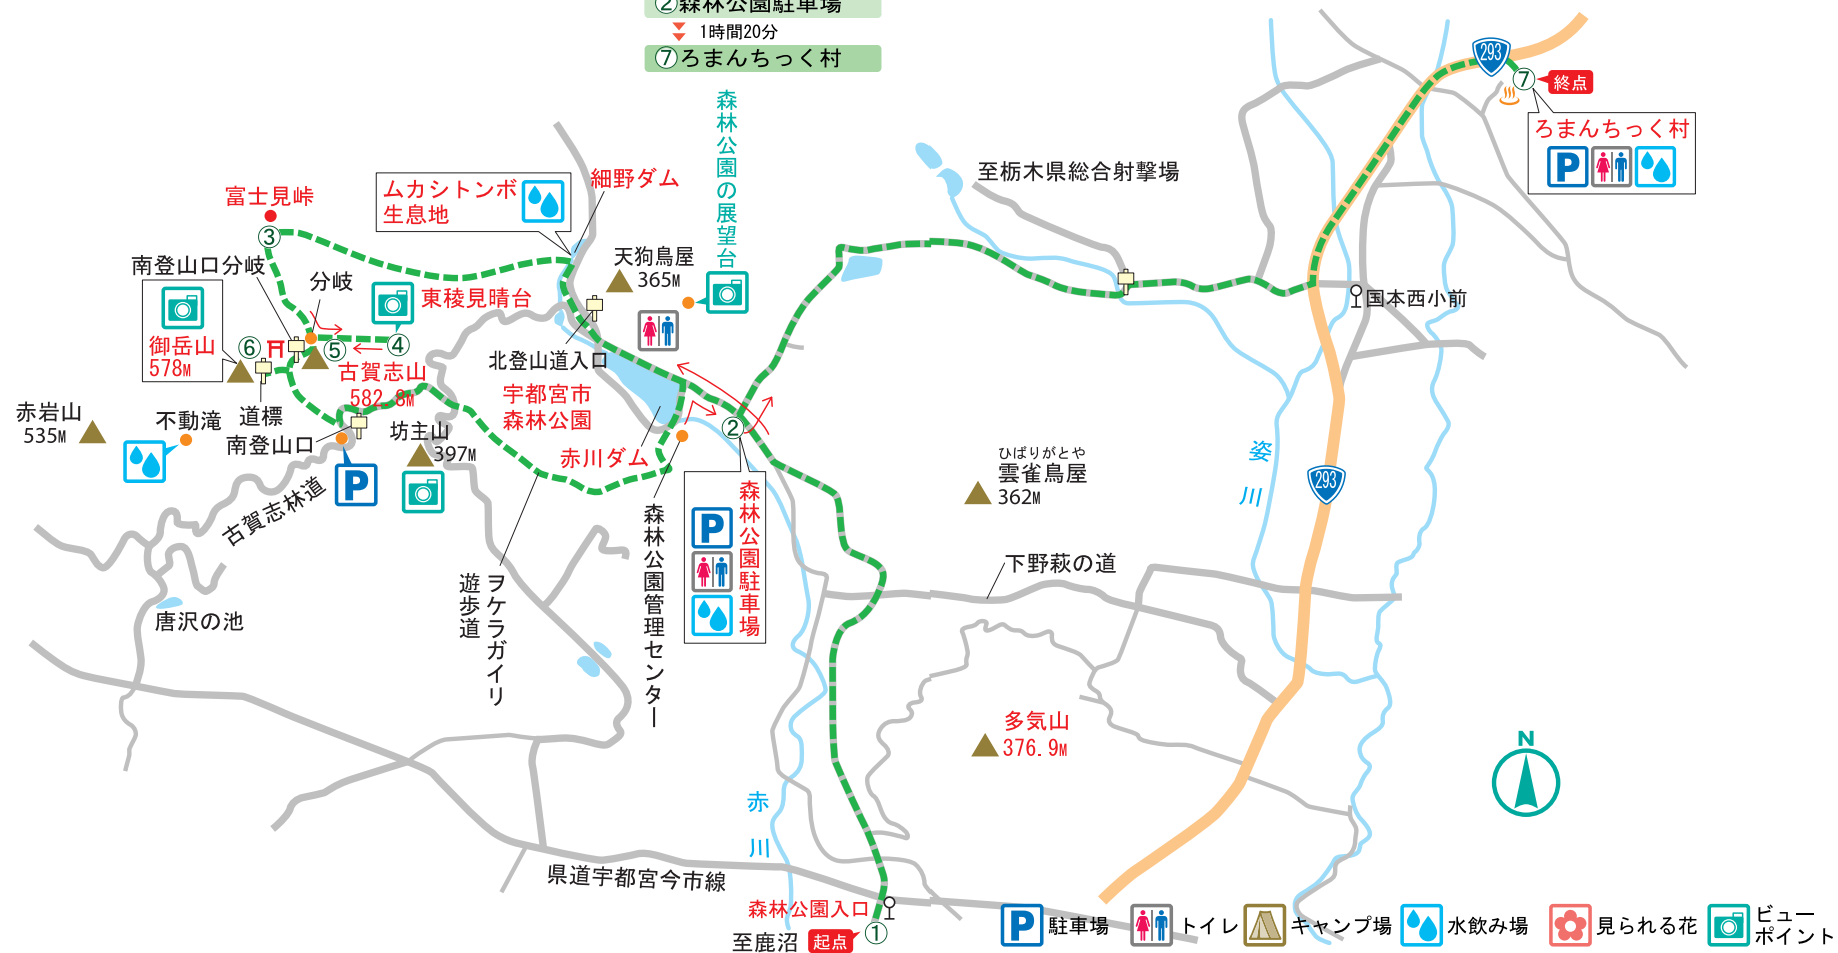 ②森林公園駐車場
1時間20分
⑦ろまんちっく村
森林公園の展望台
293
⑦
終点
ろまんちっく村
P
至栃木県総合射撃場
細野ダム
ムカシトンボ
生息地
富士見峠
③
南登山口分岐
分岐
天狗鳥屋
365M
東稜見晴台
国本西小前
御岳山
578M
⑥
⑤
④
北登山道入口
古賀志山
582.8M
宇都宮市
森林公園
赤岩山
535M
不動滝
道標
南登山口
坊主山
397M
赤川ダム
②
P
古賀志林道
ひばりがとや
雲雀鳥屋
362M
姿川
293
森林公園駐車場
P
森林公園管理センター
下野萩の道
ヲケラガイリ
遊歩道
唐沢の池
多気山
376.9M
N
赤川
県道宇都宮今市線
森林公園入口
至鹿沼
起点
①
P
駐車場
トイレ
キャンプ場
水飲み場
見られる花
ビュー
ポイント